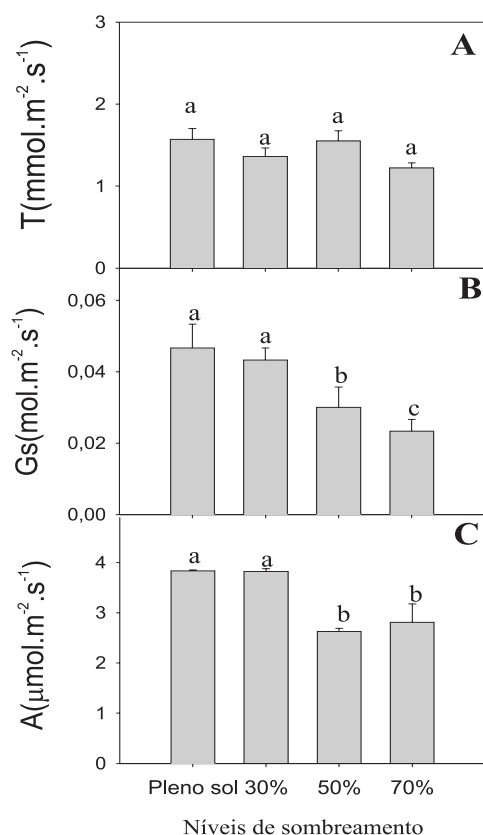 A
T(mmol.m⁻².s⁻¹)
3
2
1
0
a
a
a
a
B
Gs(mol.m⁻².s⁻¹)
0,06
0,04
0,02
0,00
a
a
b
c
C
A(µmol.m⁻².s⁻¹)
4
3
2
1
0
a
a
b
b
Pleno sol 30% 50% 70%
Níveis de sombreamento